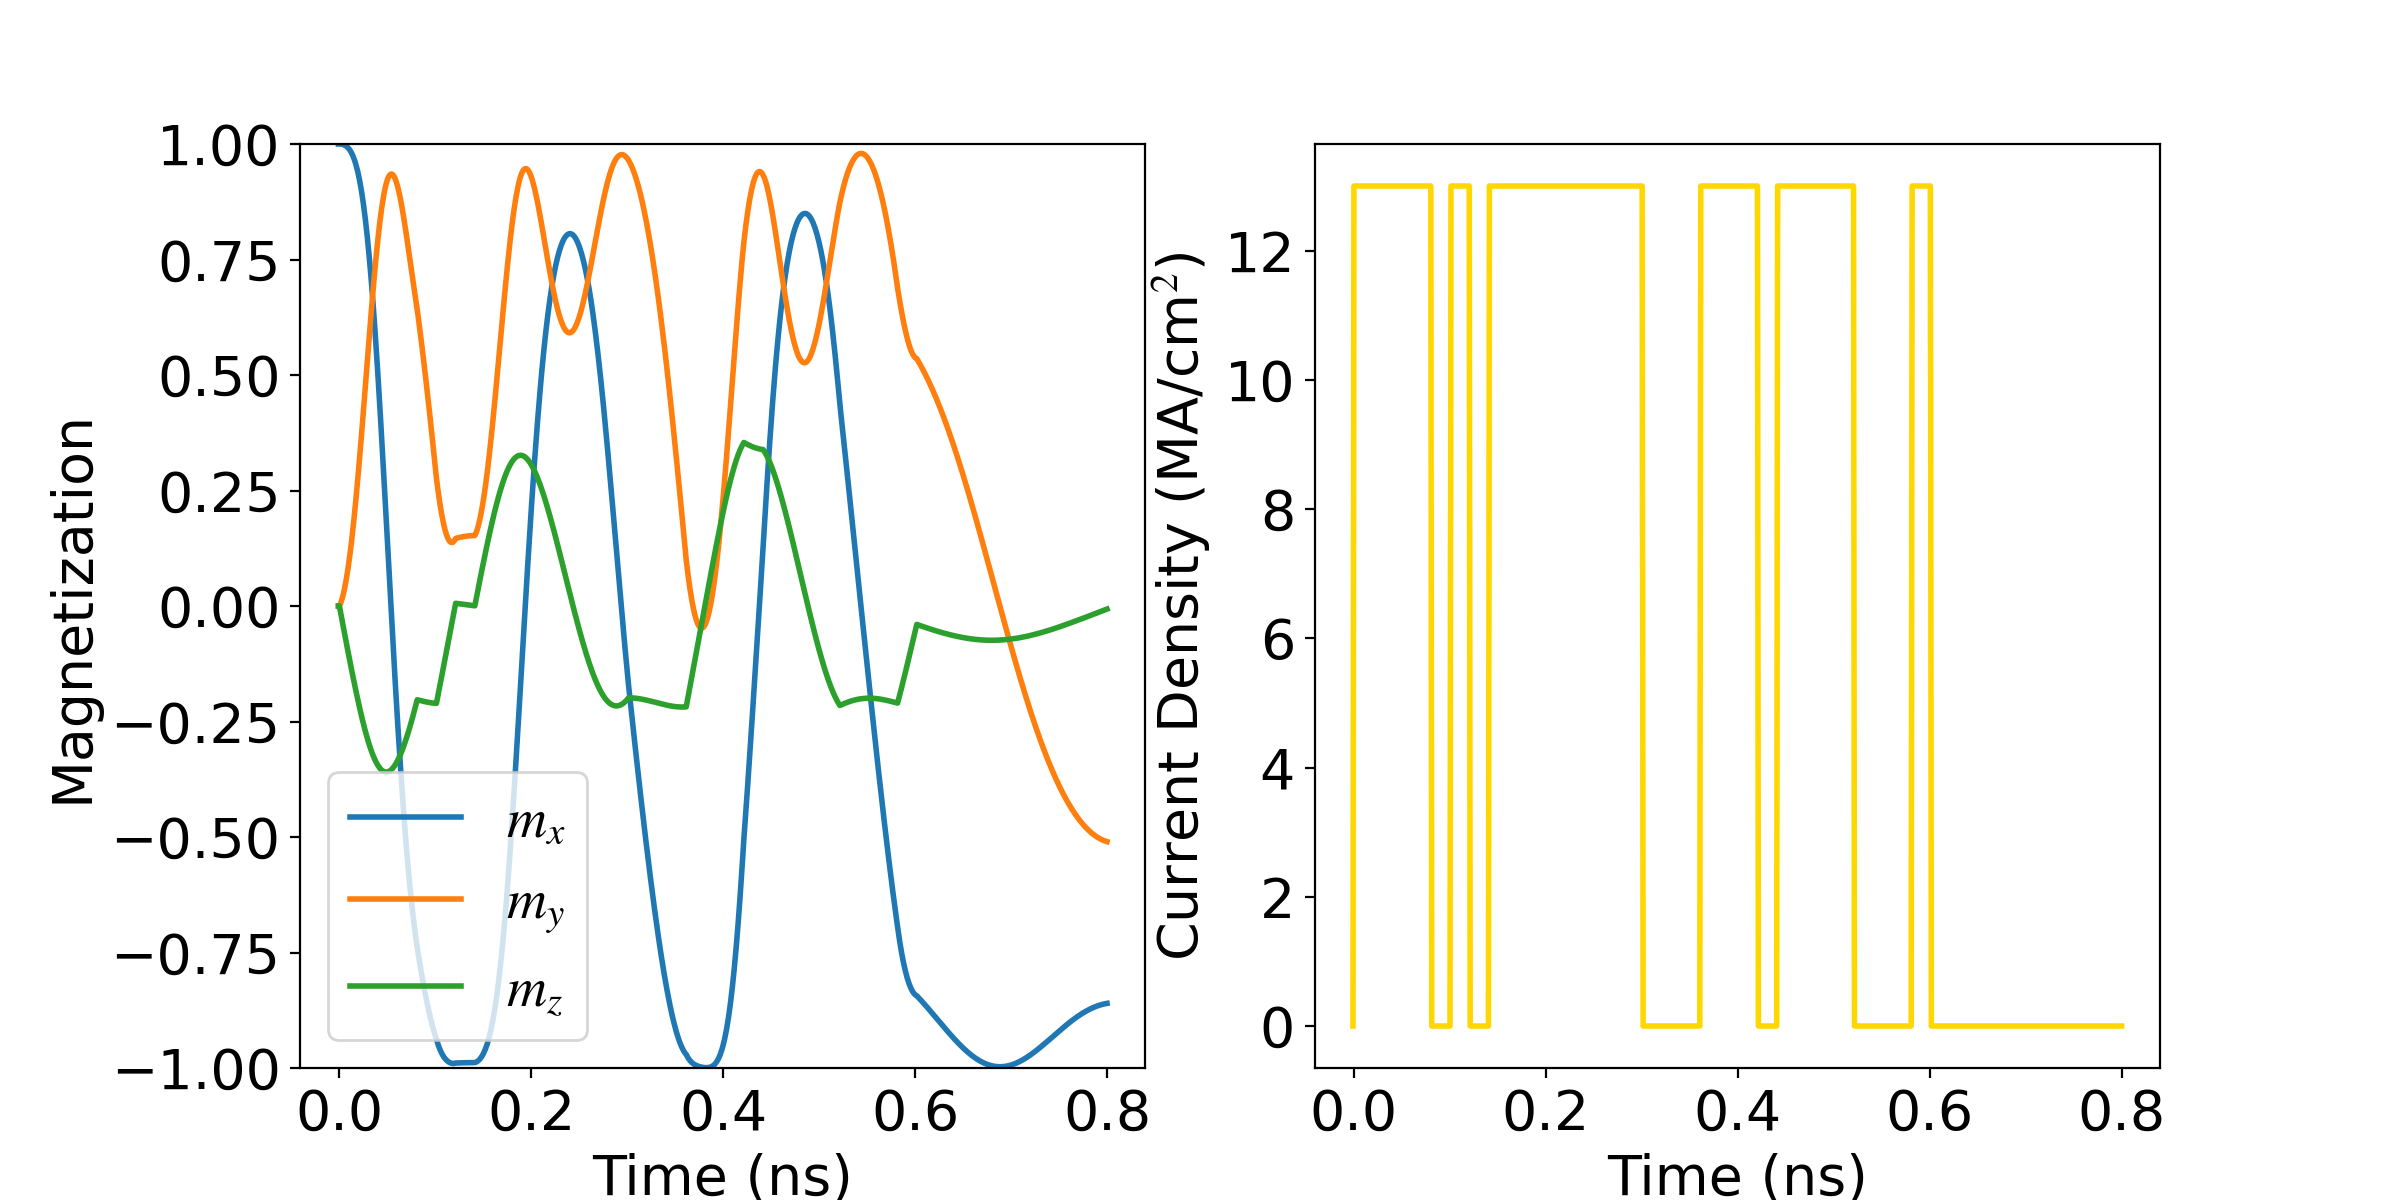 Magnetization
1.00
0.75
0.50
0.25
0.00
−0.25
−0.50
−0.75
−1.00
m_x
m_y
m_z
0.0 0.2 0.4 0.6 0.8
Time (ns)
Current Density (MA/cm²)
12
10
8
6
4
2
0
0.0 0.2 0.4 0.6 0.8
Time (ns)